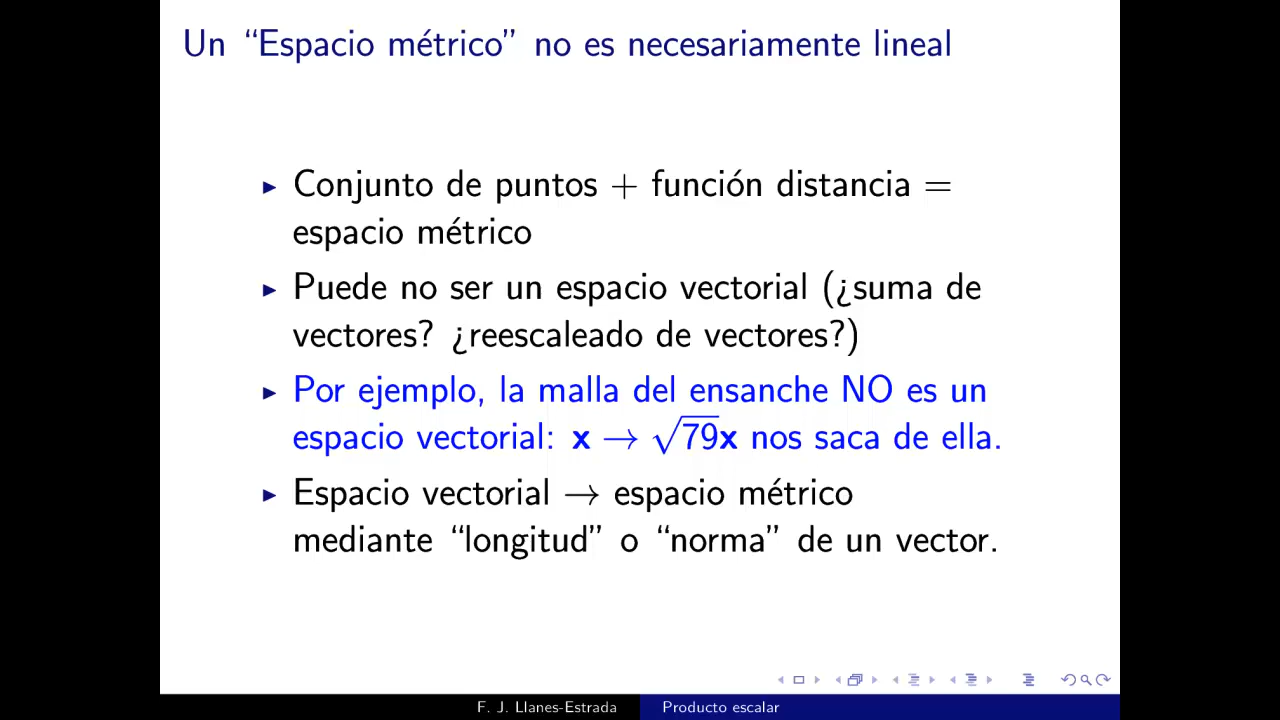 Un “Espacio métrico” no es necesariamente lineal
▶ Conjunto de puntos + función distancia =
espacio métrico
▶ Puede no ser un espacio vectorial (¿suma de
vectores? ¿reescaleado de vectores?)
▶ Por ejemplo, la malla del ensanche NO es un
espacio vectorial: x → √79x nos saca de ella.
▶ Espacio vectorial → espacio métrico
mediante “longitud” o “norma” de un vector.
F. J. Llanes-Estrada
Producto escalar